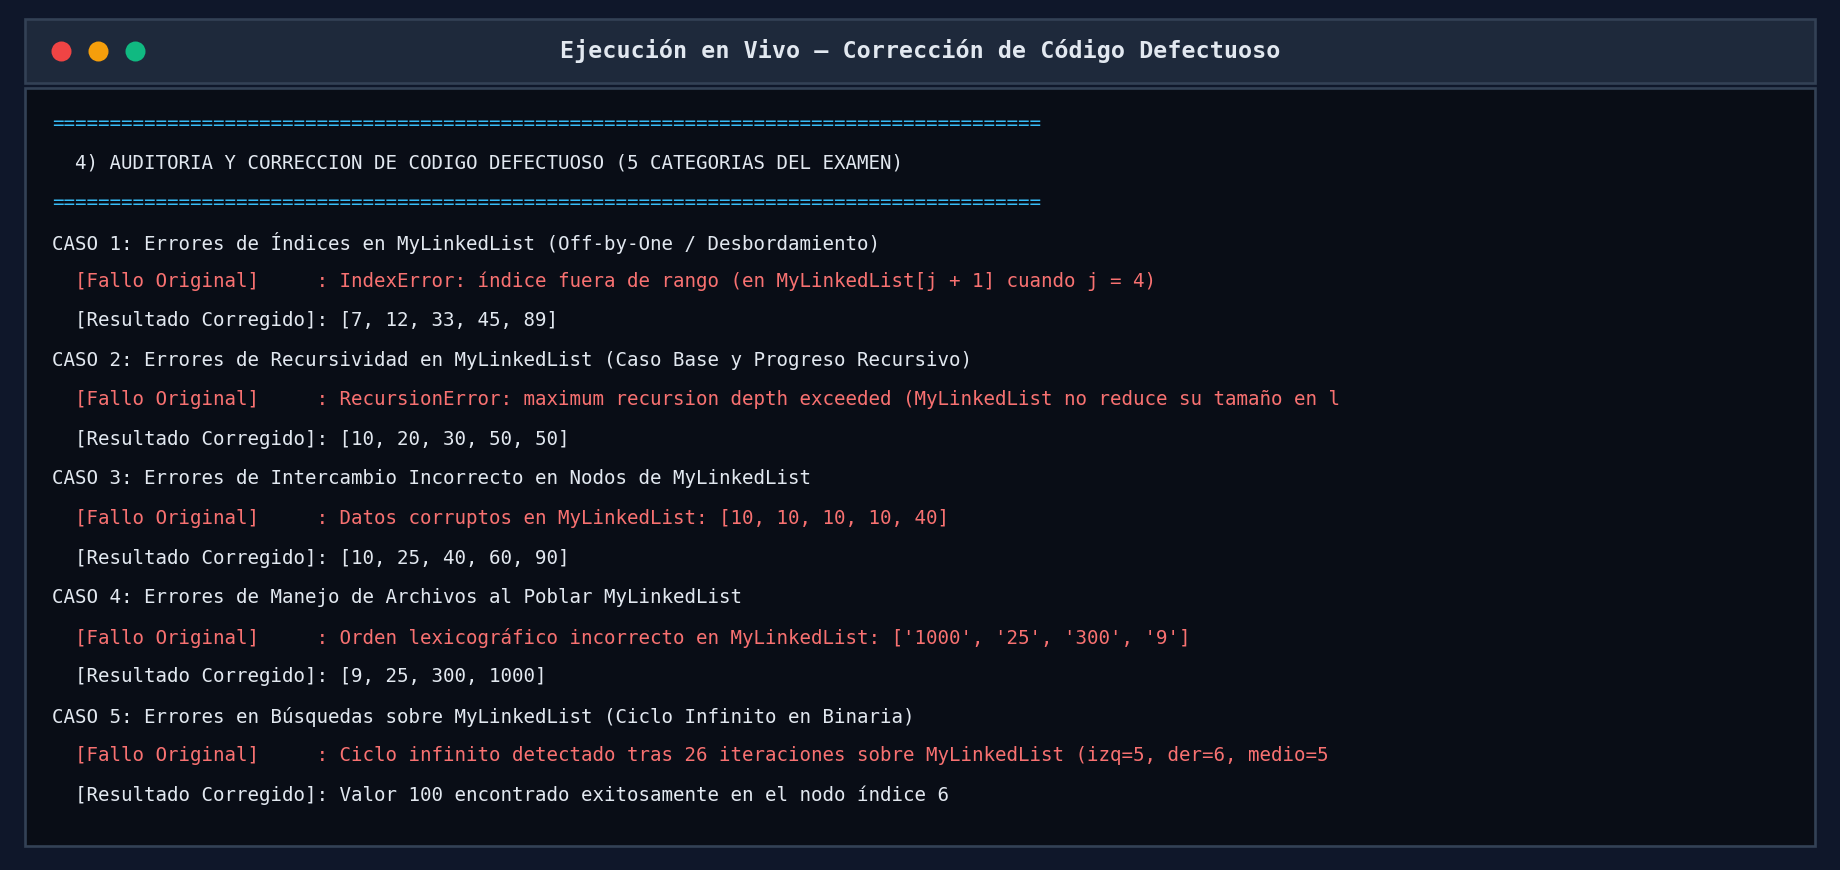 Ejecución en Vivo — Corrección de Código Defectuoso
======================================================================================
4) AUDITORIA Y CORRECCION DE CODIGO DEFECTUOSO (5 CATEGORIAS DEL EXAMEN)
======================================================================================
CASO 1: Errores de Índices en MyLinkedList (Off-by-One / Desbordamiento)
[Fallo Original]     : IndexError: índice fuera de rango (en MyLinkedList[j + 1] cuando j = 4)
[Resultado Corregido]: [7, 12, 33, 45, 89]
CASO 2: Errores de Recursividad en MyLinkedList (Caso Base y Progreso Recursivo)
[Fallo Original]     : RecursionError: maximum recursion depth exceeded (MyLinkedList no reduce su tamaño en l
[Resultado Corregido]: [10, 20, 30, 50, 50]
CASO 3: Errores de Intercambio Incorrecto en Nodos de MyLinkedList
[Fallo Original]     : Datos corruptos en MyLinkedList: [10, 10, 10, 10, 40]
[Resultado Corregido]: [10, 25, 40, 60, 90]
CASO 4: Errores de Manejo de Archivos al Poblar MyLinkedList
[Fallo Original]     : Orden lexicográfico incorrecto en MyLinkedList: ['1000', '25', '300', '9']
[Resultado Corregido]: [9, 25, 300, 1000]
CASO 5: Errores en Búsquedas sobre MyLinkedList (Ciclo Infinito en Binaria)
[Fallo Original]     : Ciclo infinito detectado tras 26 iteraciones sobre MyLinkedList (izq=5, der=6, medio=5
[Resultado Corregido]: Valor 100 encontrado exitosamente en el nodo índice 6